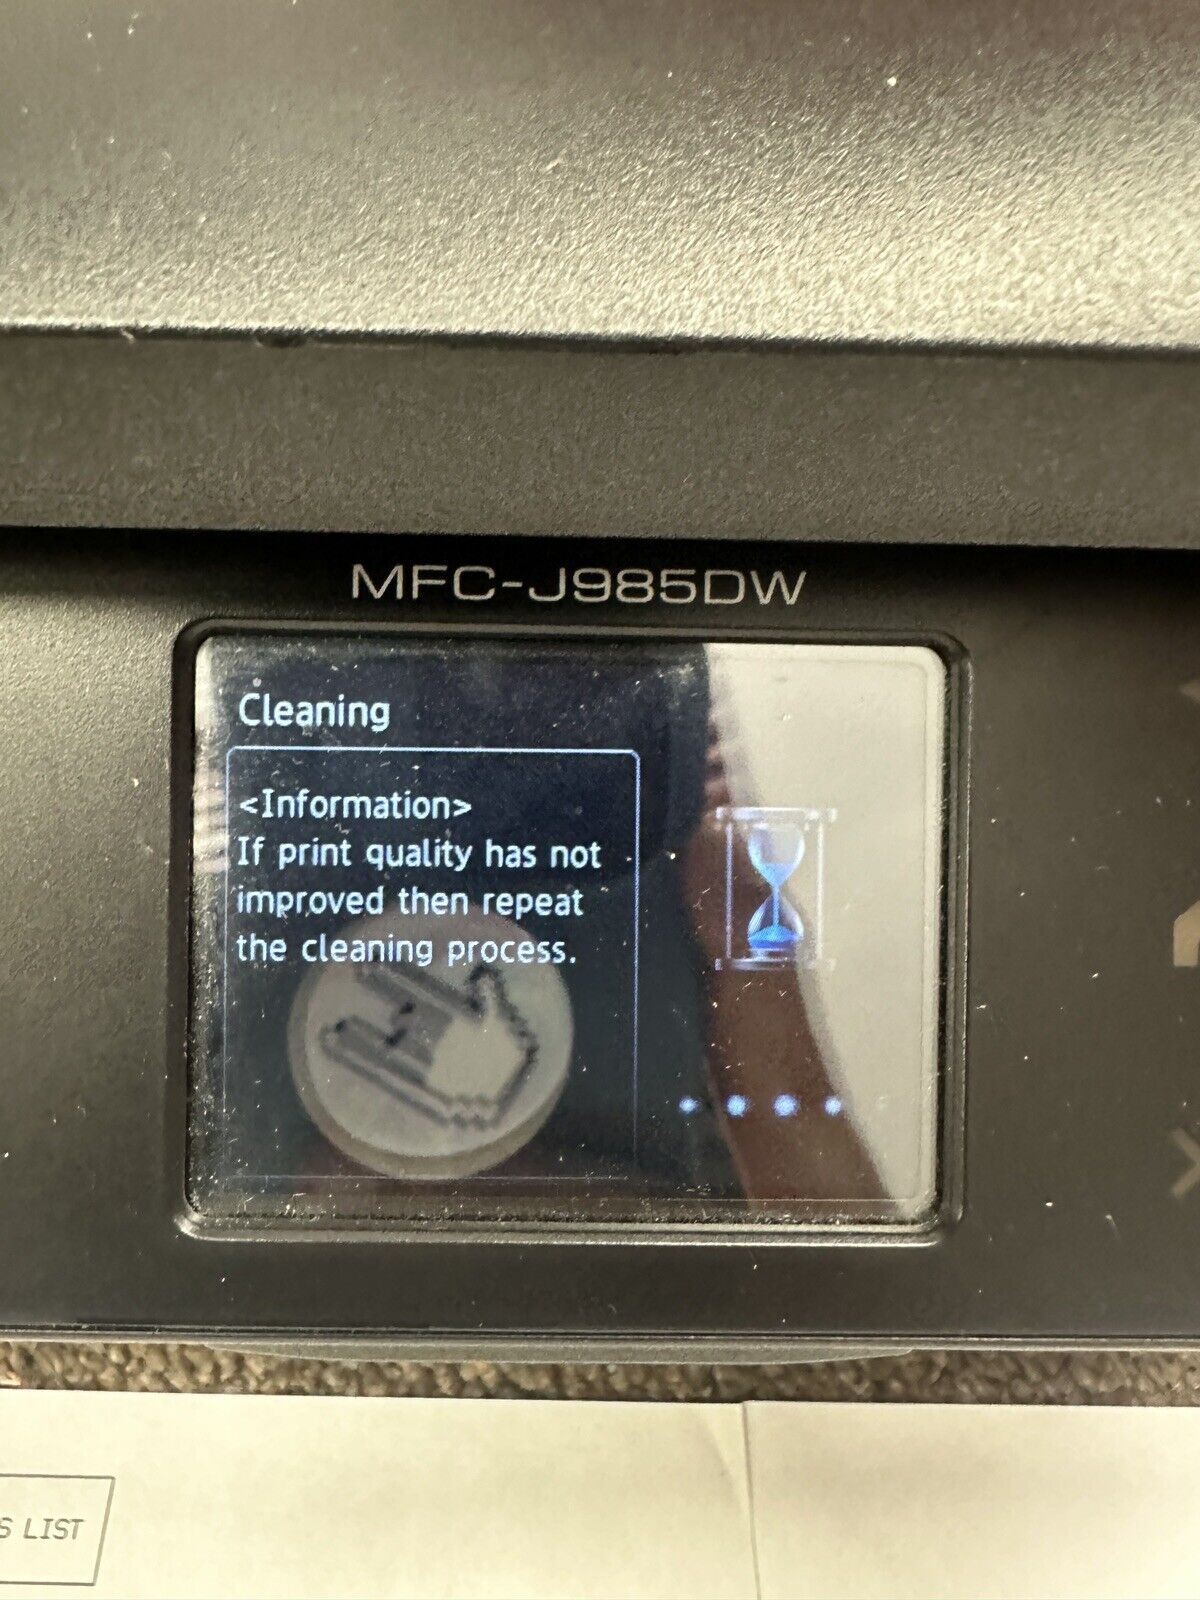 MFC-J985DW
Cleaning
<Information>
If print quality has not
improved then repeat
the cleaning process.
S LIST